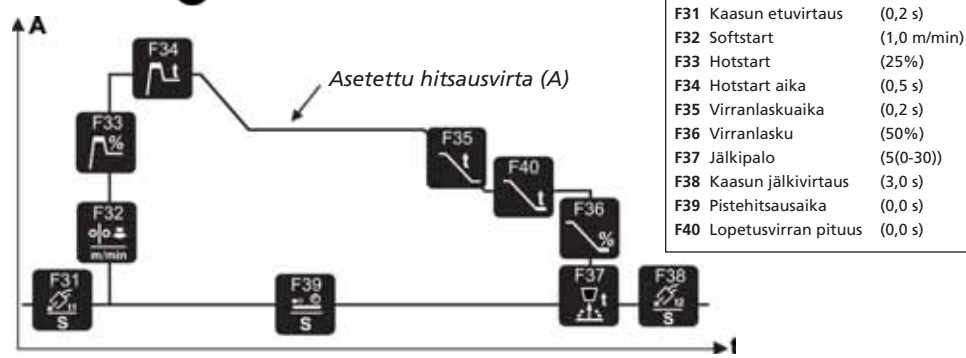 A
F34
t
Asetettu hitsausvirta (A)
F33
%
F35
t
F40
t
F32
m/min
F36
%
F31
t1
S
F39
S
F37
t
F38
t2
S
t
F31 Kaasun etuvirtaus (0,2 s)
F32 Softstart (1,0 m/min)
F33 Hotstart (25%)
F34 Hotstart aika (0,5 s)
F35 Virranlaskuaika (0,2 s)
F36 Virranlasku (50%)
F37 Jälkipalo (5(0-30))
F38 Kaasun jälkivirtaus (3,0 s)
F39 Pistehitsausaika (0,0 s)
F40 Lopetusvirran pituus (0,0 s)